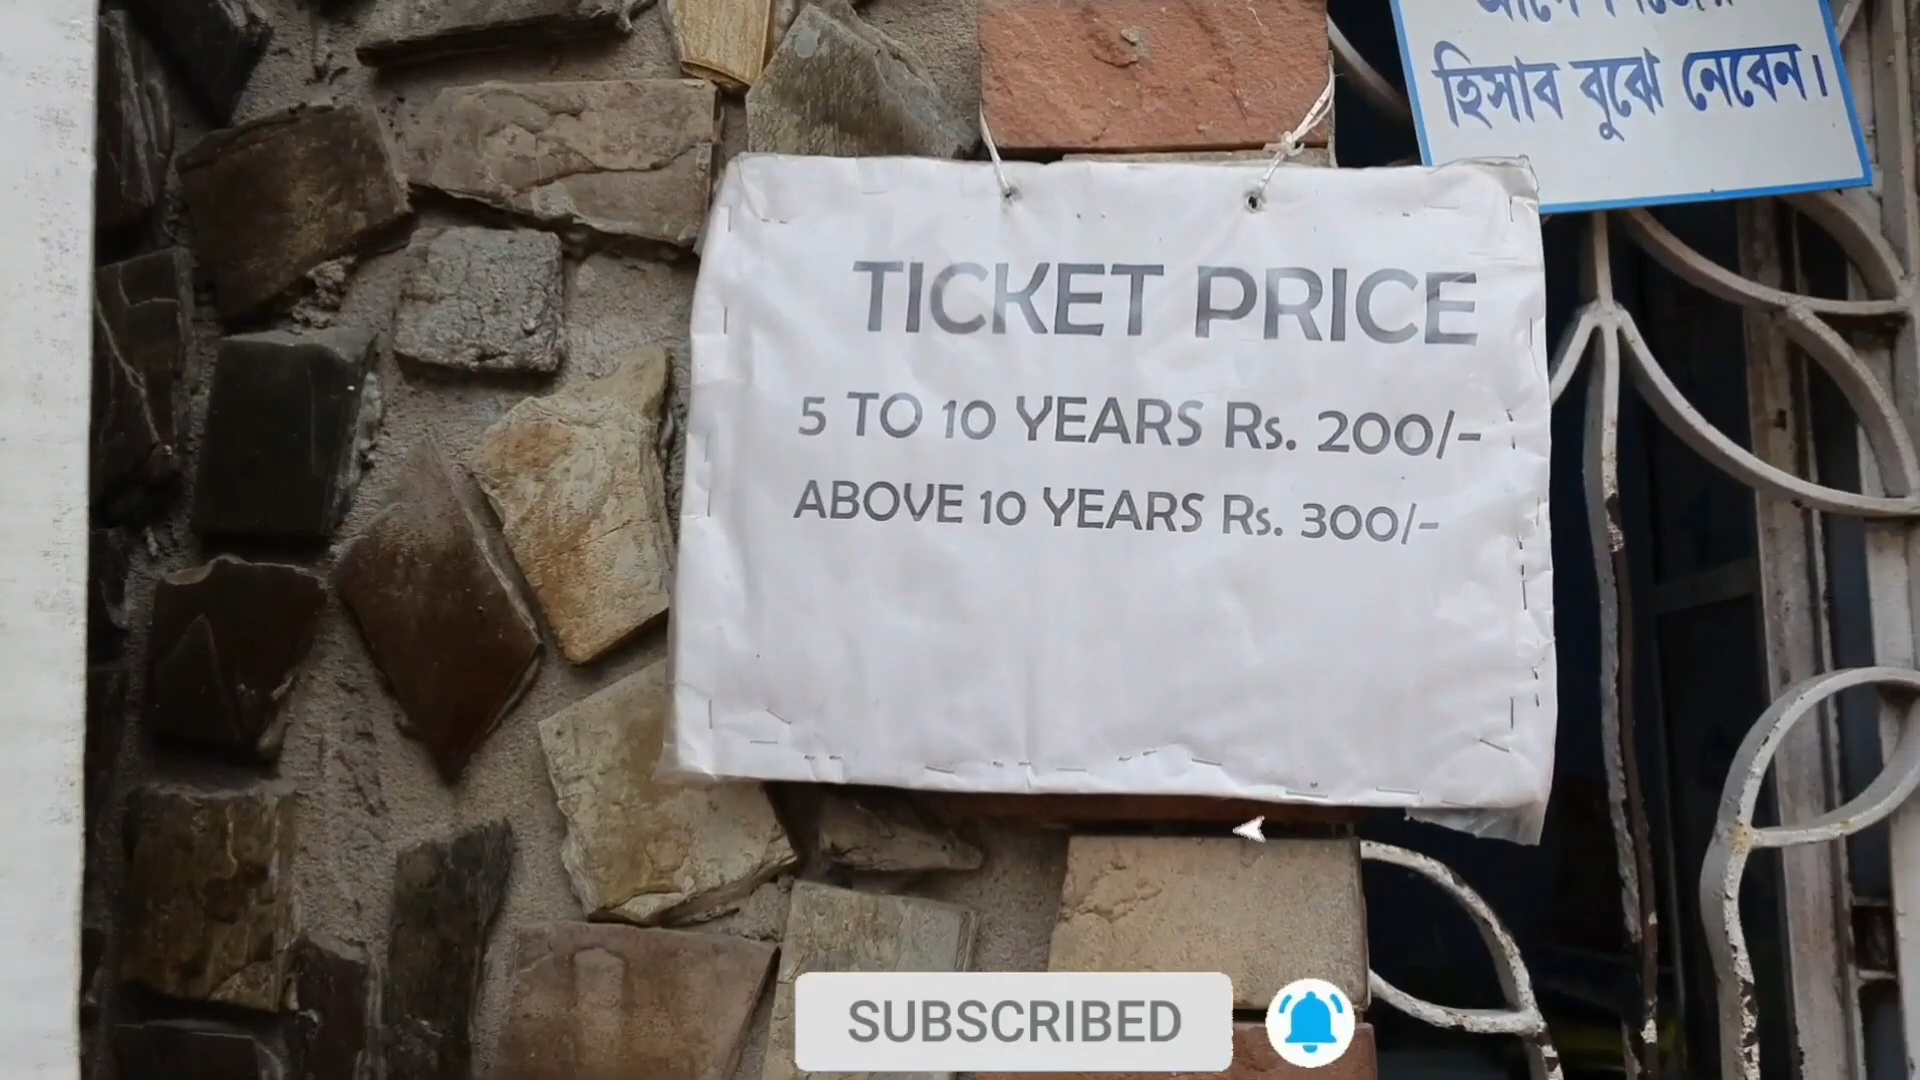 হিসাব বুঝে নেবেন।
TICKET PRICE
5 TO 10 YEARS Rs. 200/-
ABOVE 10 YEARS Rs. 300/-
SUBSCRIBED